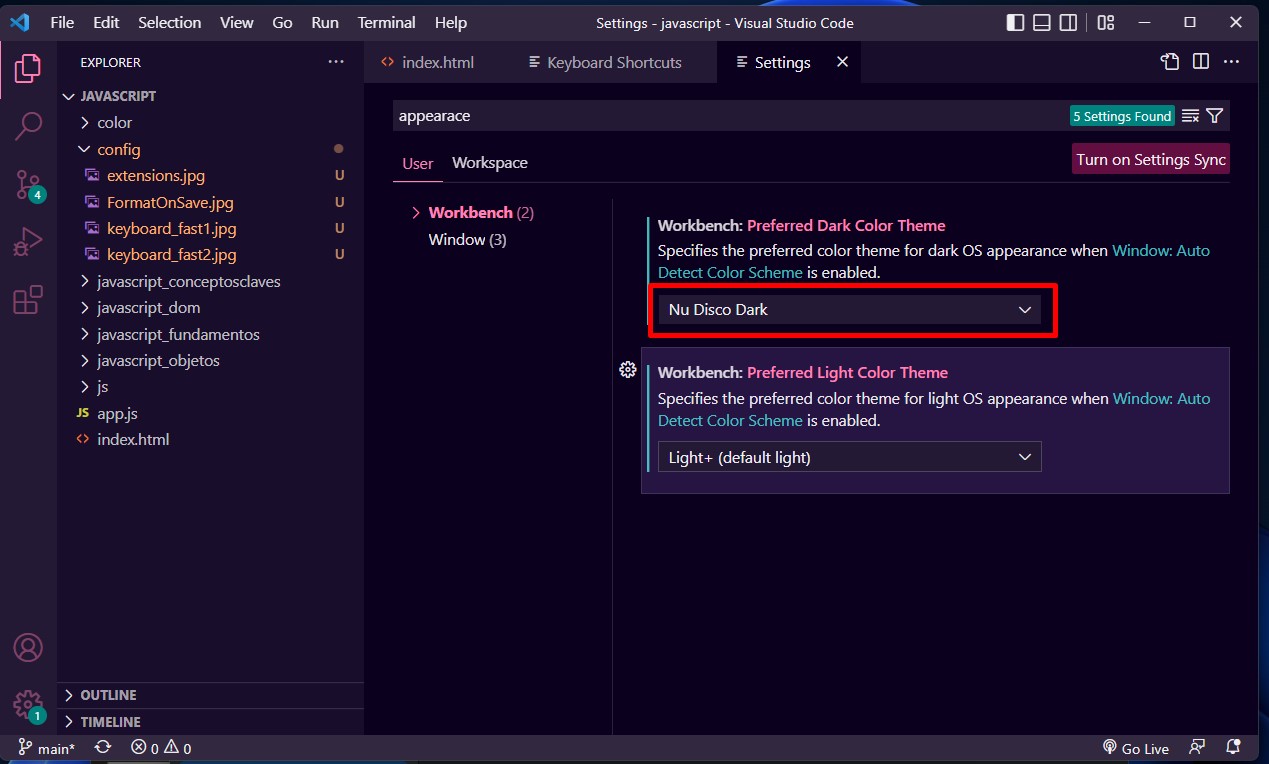 File Edit Selection View Go Run Terminal Help
Settings - javascript - Visual Studio Code
EXPLORER
JAVASCRIPT
color
config
extensions.jpg U
FormatOnSave.jpg U
keyboard_fast1.jpg U
keyboard_fast2.jpg U
javascript_conceptosclaves
javascript_dom
javascript_fundamentos
javascript_objetos
js
JS app.js
<> index.html
OUTLINE
TIMELINE
4
1
<> index.html
Keyboard Shortcuts
Settings
appearace
5 Settings Found
User Workspace
Turn on Settings Sync
Workbench (2)
Window (3)
Workbench: Preferred Dark Color Theme
Specifies the preferred color theme for dark OS appearance when Window: Auto
Detect Color Scheme is enabled.
Nu Disco Dark
Workbench: Preferred Light Color Theme
Specifies the preferred color theme for light OS appearance when Window: Auto
Detect Color Scheme is enabled.
Light+ (default light)
main* 0 0
Go Live